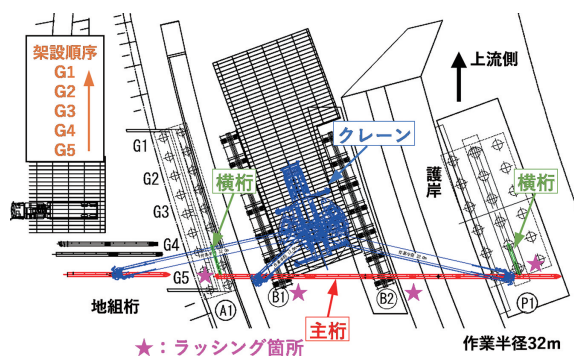 架設順序
G1
G2
G3
G4
G5
上流側
クレーン
G1
横桁
護岸
横桁
G2
G3
G4
G5
地組桁
A1
B1
B2
P1
主桁
作業半径32m
★：ラッシング箇所